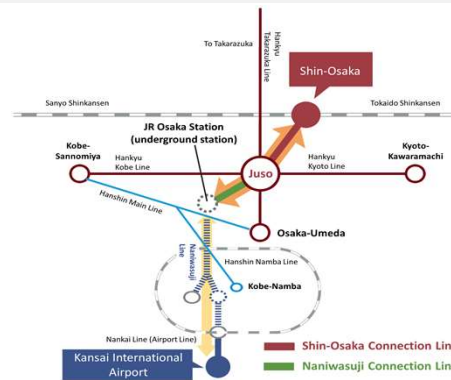 To Takarazuka
Hankyu
Takarazuka Line
Shin-Osaka
Sanyo Shinkansen
Tokaido Shinkansen
JR Osaka Station
(underground station)
Kobe-
Sannomiya
Hankyu
Kobe Line
Juso
Hankyu
Kyoto Line
Kyoto-
Kawaramachi
Hanshin Main Line
Osaka-Umeda
Naniwasuji
Line
Hanshin Namba Line
Kobe-Namba
Nankai Line (Airport Line)
Kansai International
Airport
Shin-Osaka Connection Lin
Naniwasuji Connection Lin